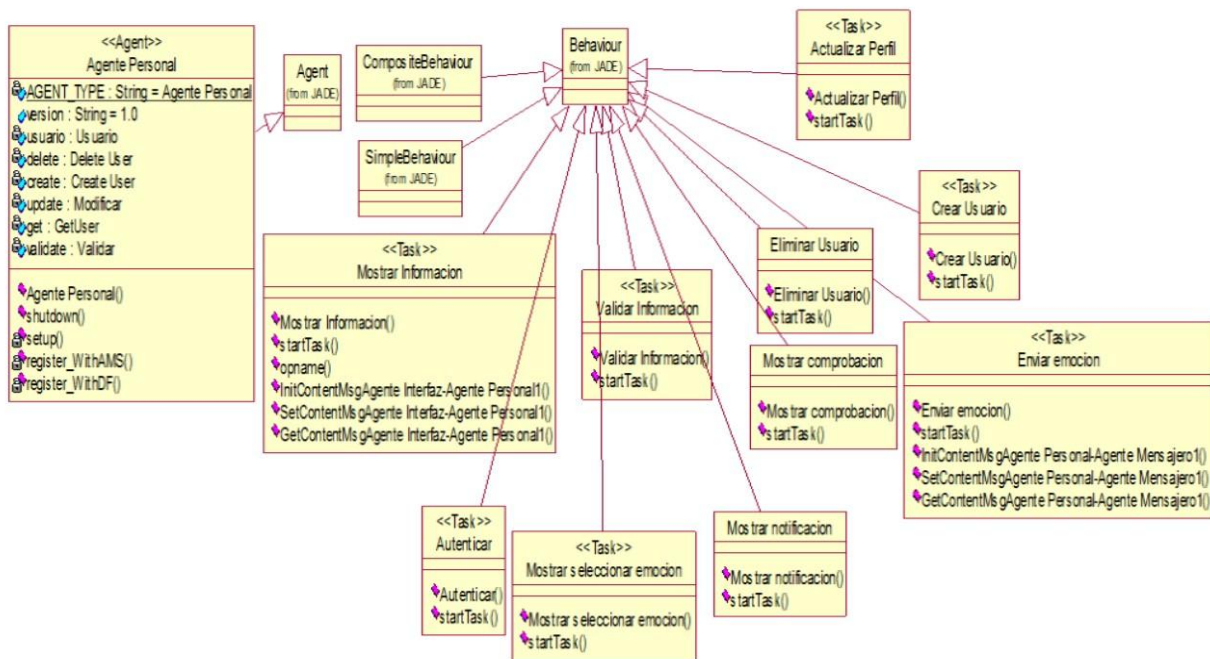 <<Agent>>
Agente Personal
AGENT_TYPE : String = Agente Personal
version : String = 1.0
usuario : Usuario
delete : Delete User
create : Create User
update : Modificar
get : GetUser
validate : Validar
Agente Personal()
shutdown()
setup()
register_WithAMS()
register_WithDF()
Agent
(from JADE)
CompositeBehaviour
(from JADE)
SimpleBehaviour
(from JADE)
Behaviour
(from JADE)
<<Task>>
Actualizar Perfil
Actualizar Perfil()
startTask()
<<Task>>
Crear Usuario
Crear Usuario()
startTask()
<<Task>>
Mostrar Informacion
Mostrar Informacion()
startTask()
opname()
InitContentMsgAgente Interfaz-Agente Personal1()
SetContentMsgAgente Interfaz-Agente Personal1()
GetContentMsgAgente Interfaz-Agente Personal1()
<<Task>>
Validar Informacion
Validar Informacion()
startTask()
Eliminar Usuario
Eliminar Usuario()
startTask()
Mostrar comprobacion
Mostrar comprobacion()
startTask()
<<Task>>
Enviar emocion
Enviar emocion()
startTask()
InitContentMsgAgente Personal-Agente Mensajero1()
SetContentMsgAgente Personal-Agente Mensajero1()
GetContentMsgAgente Personal-Agente Mensajero1()
<<Task>>
Autenticar
Autenticar()
startTask()
<<Task>>
Mostrar seleccionar emocion
Mostrar seleccionar emocion()
startTask()
Mostrar notificacion
Mostrar notificacion()
startTask()